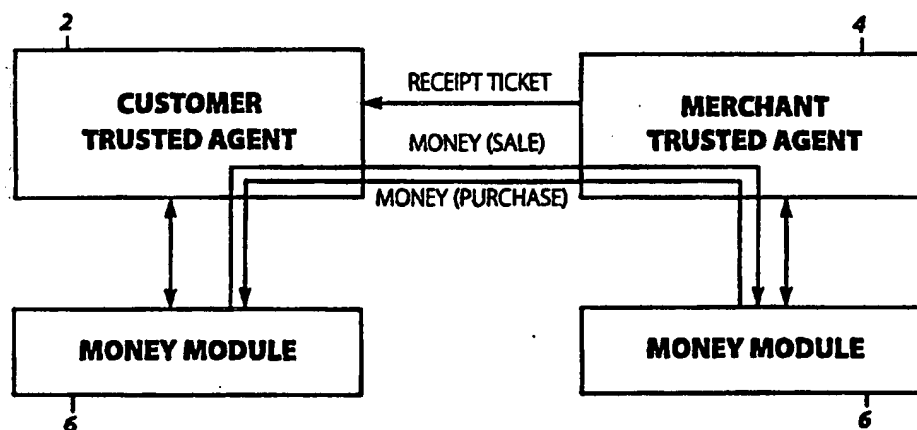 2
4
CUSTOMER
TRUSTED AGENT
RECEIPT TICKET
MERCHANT
TRUSTED AGENT
MONEY (SALE)
MONEY (PURCHASE)
MONEY MODULE
MONEY MODULE
6
6